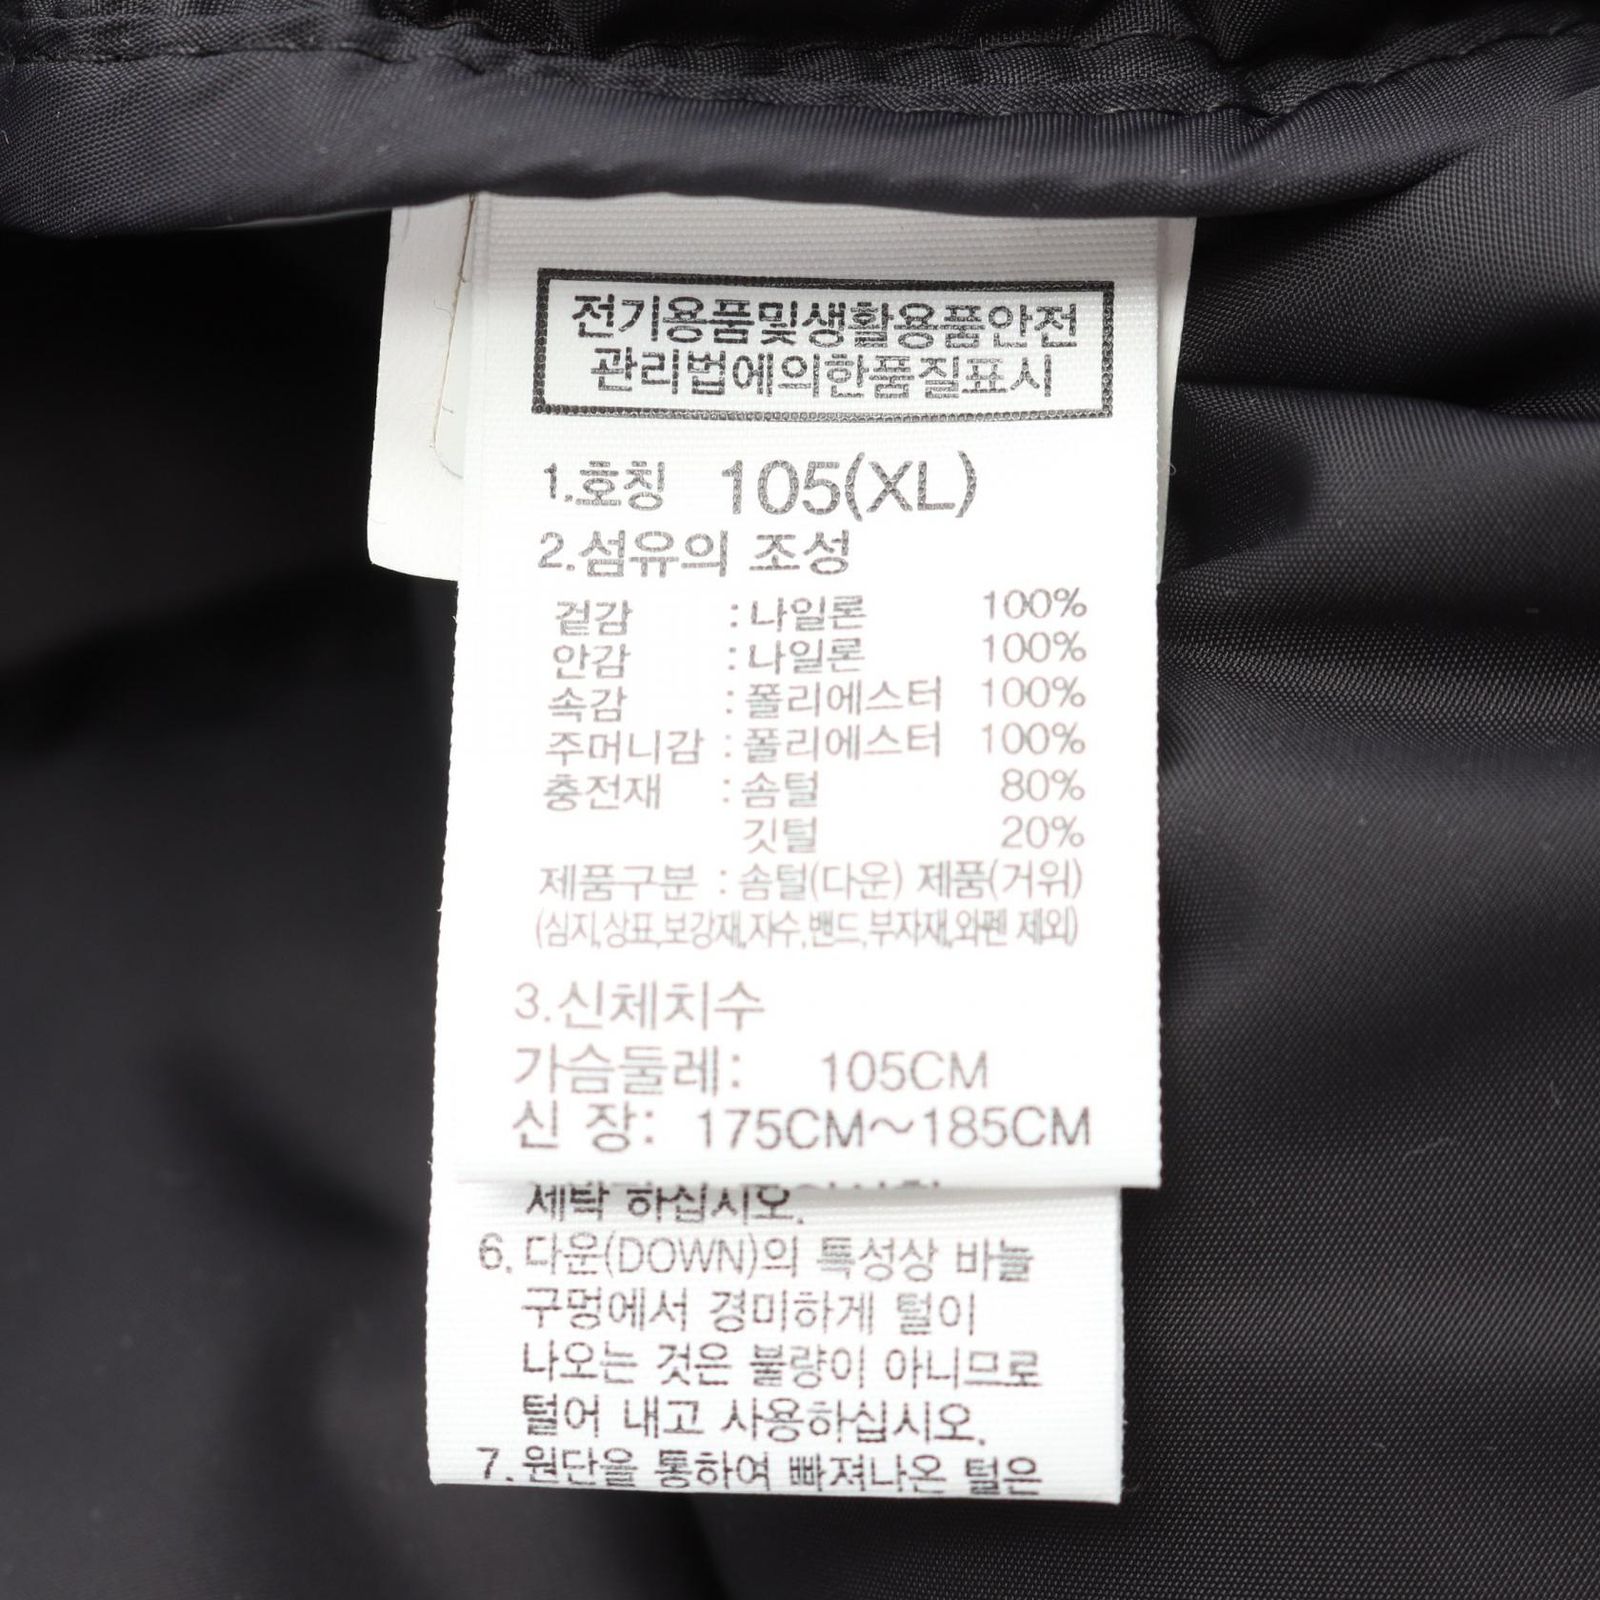 전기용품및생활용품안전
관리법에의한품질표시
1.호칭 105(XL)
2.섬유의 조성
겉감 : 나일론 100%
안감 : 나일론 100%
속감 : 폴리에스터 100%
주머니감 : 폴리에스터 100%
충전재 : 솜털 80%
깃털 20%
제품구분 : 솜털(다운) 제품(거위)
(심지,상표,보강재,자수,밴드,부자재,와펜 제외)
3.신체치수
가슴둘레: 105CM
신 장: 175CM~185CM
세탁 하십시오.
6. 다운(DOWN)의 특성상 바늘
구멍에서 경미하게 털이
나오는 것은 불량이 아니므로
털어 내고 사용하십시오.
7. 원단을 통하여 빠져나온 털은